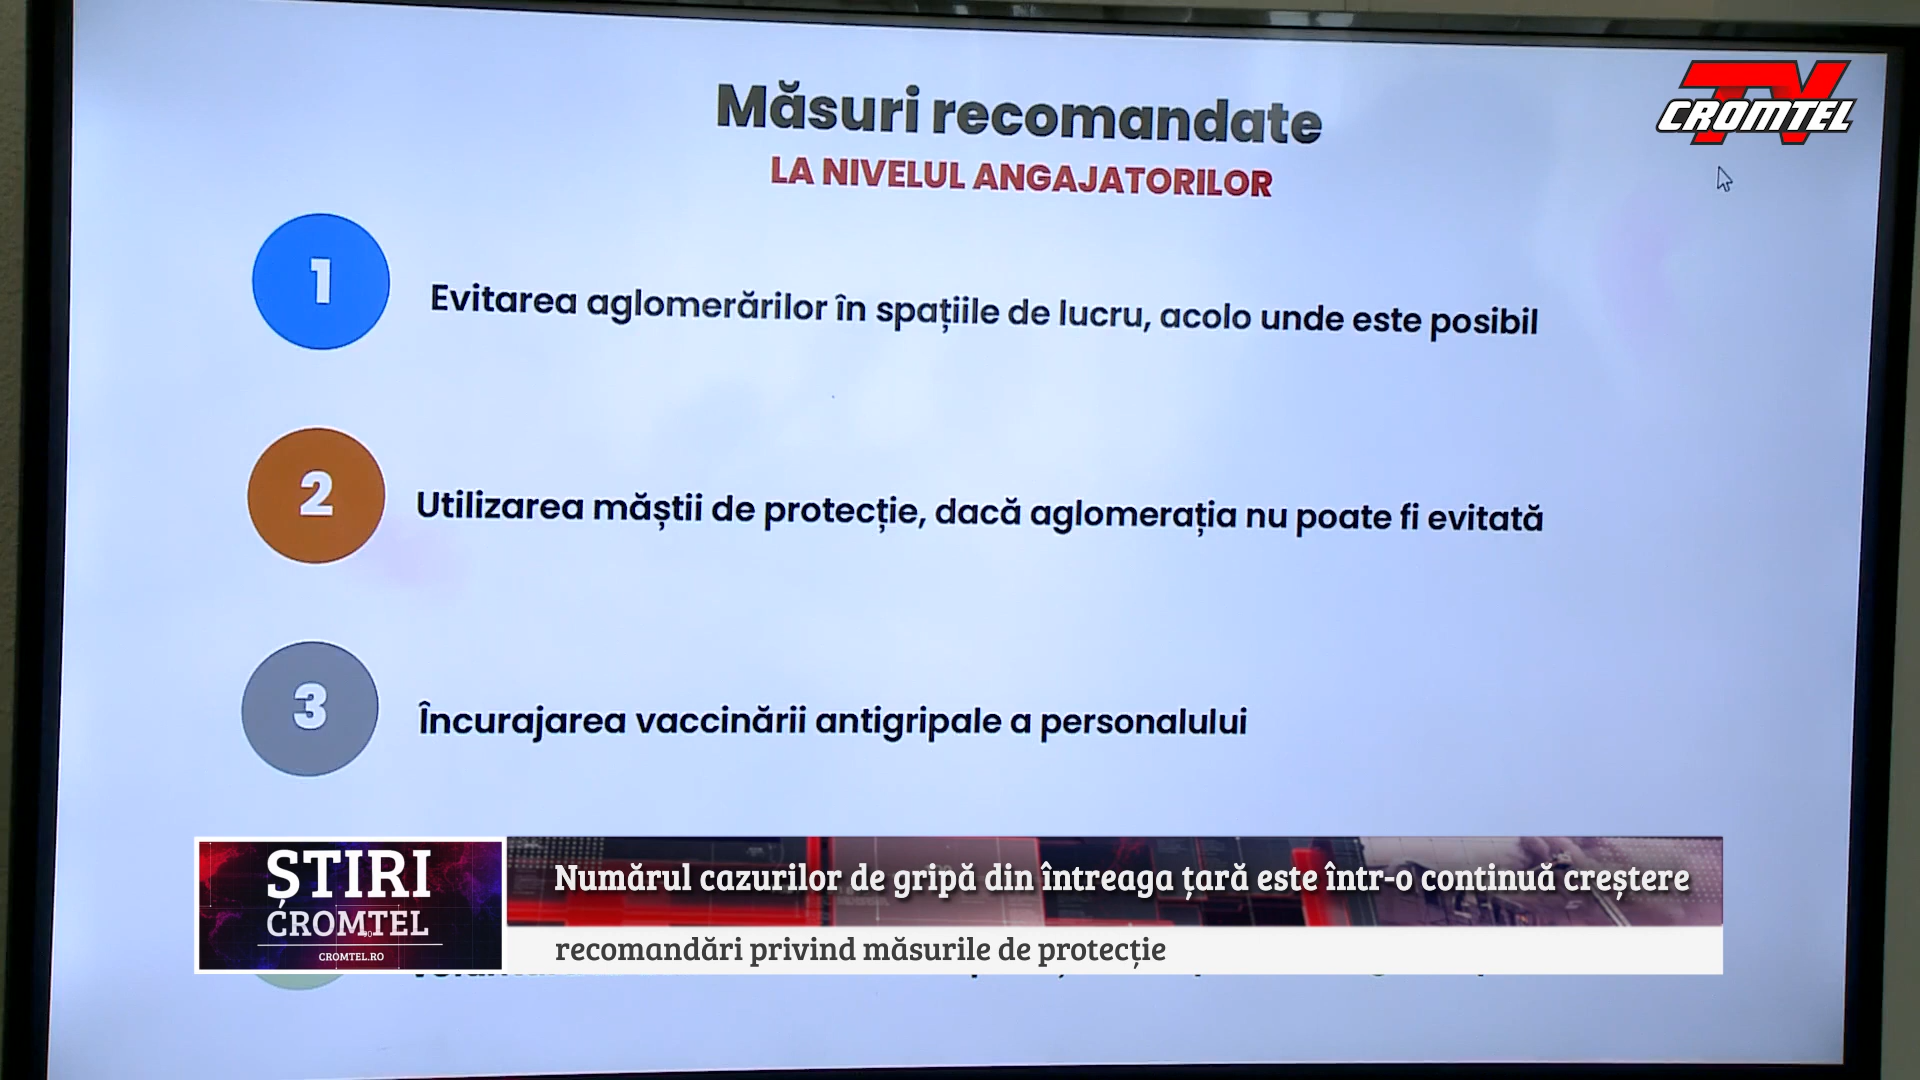 Măsuri recomandate
LA NIVELUL ANGAJATORILOR
TV
CROMTEL
1
Evitarea aglomerărilor în spațiile de lucru, acolo unde este posibil
2
Utilizarea măștii de protecție, dacă aglomerația nu poate fi evitată
3
Încurajarea vaccinării antigripale a personalului
ȘTIRI
CROMTEL
CROMTEL.RO
Numărul cazurilor de gripă din întreaga țară este într-o continuă creștere
recomandări privind măsurile de protecție